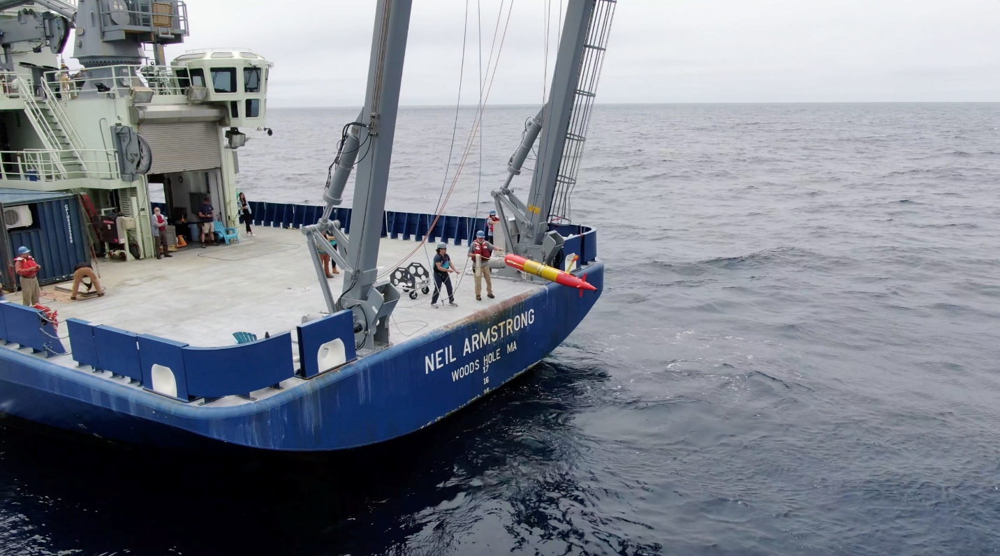 NEIL ARMSTRONG
WOODS HOLE MA
17
16